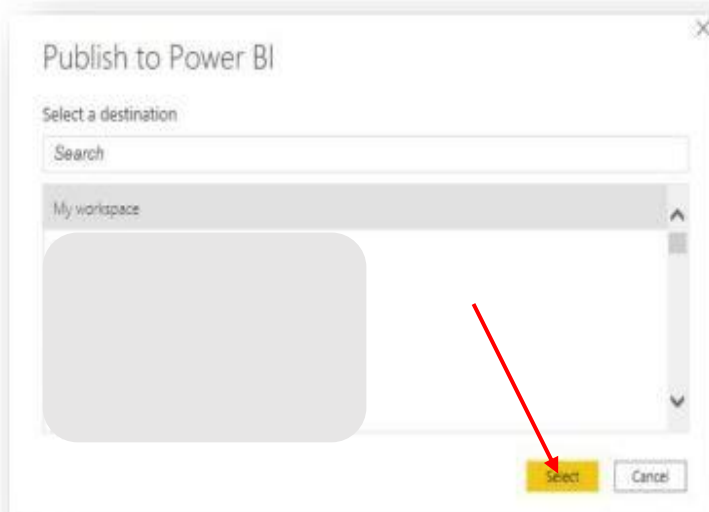 Publish to Power BI
Select a destination
Search
My workspace
Select
Cancel